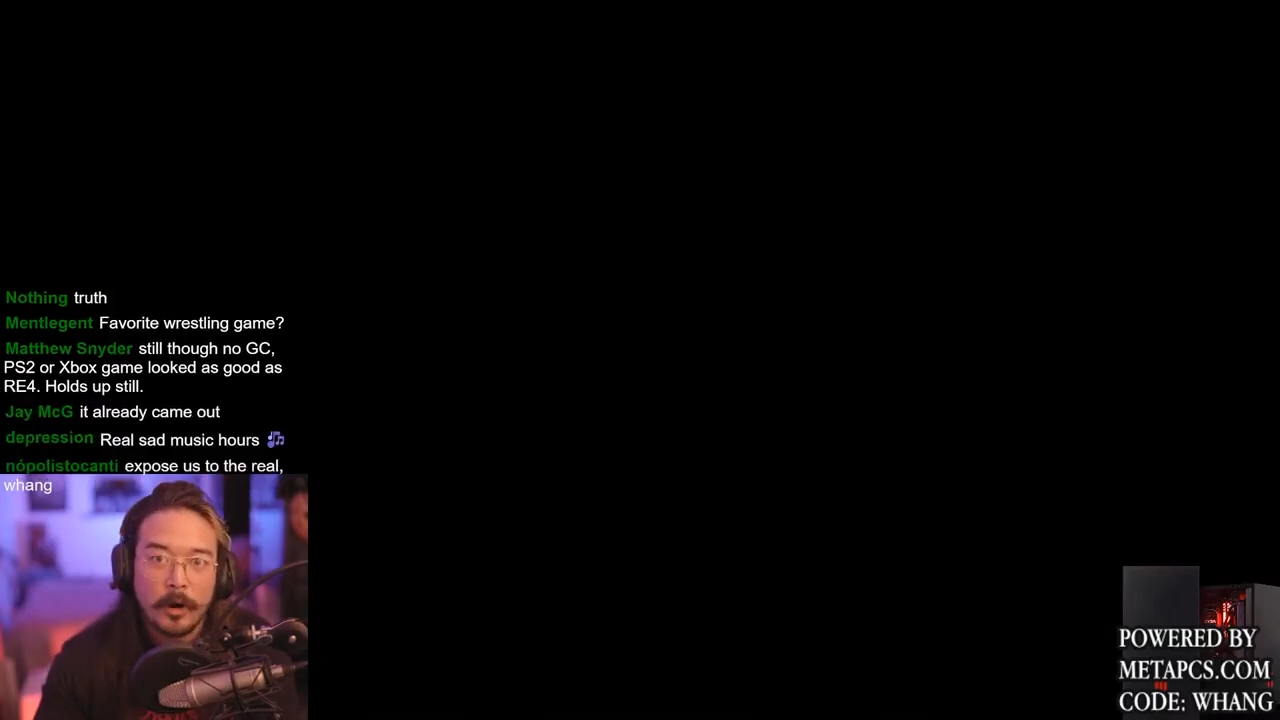 Nothing truth
Mentlegent Favorite wrestling game?
Matthew Snyder still though no GC,
PS2 or Xbox game looked as good as
RE4. Holds up still.
Jay McG it already came out
depression Real sad music hours 🎶
nópolistocanti expose us to the real,
whang
POWERED BY
METAPCS.COM
CODE: WHANG